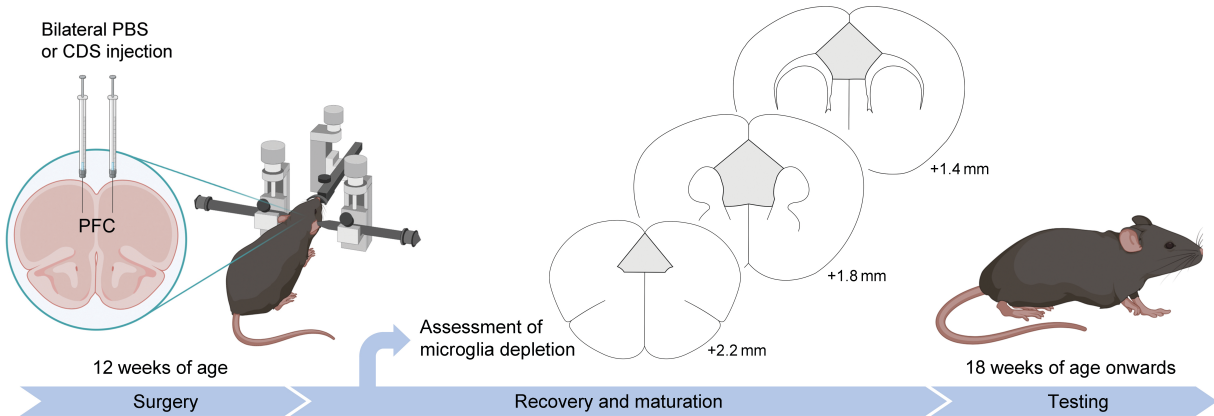 Bilateral PBS
or CDS injection
PFC
+1.4 mm
+1.8 mm
+2.2 mm
Assessment of
microglia depletion
12 weeks of age
18 weeks of age onwards
Surgery
Recovery and maturation
Testing